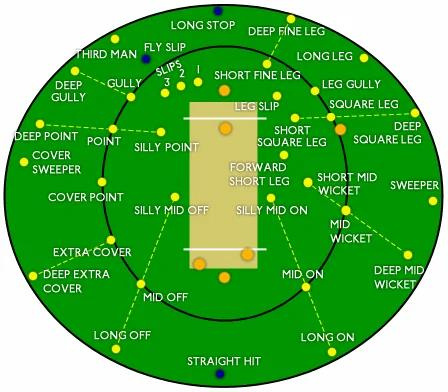 LONG STOP
DEEP FINE LEG
THIRD MAN
FLY SLIP
LONG LEG
SLIPS
3 2 1
SHORT FINE LEG
DEEP
GULLY
GULLY
LEG GULLY
LEG SLIP
SQUARE LEG
DEEP POINT
POINT
SILLY POINT
SHORT
SQUARE LEG
DEEP
SQUARE LEG
COVER
SWEEPER
FORWARD
SHORT LEG
SHORT MID
WICKET
SWEEPER
COVER POINT
SILLY MID OFF
SILLY MID ON
MID
WICKET
EXTRA COVER
DEEP EXTRA
COVER
MID OFF
MID ON
DEEP MID
WICKET
LONG OFF
LONG ON
STRAIGHT HIT